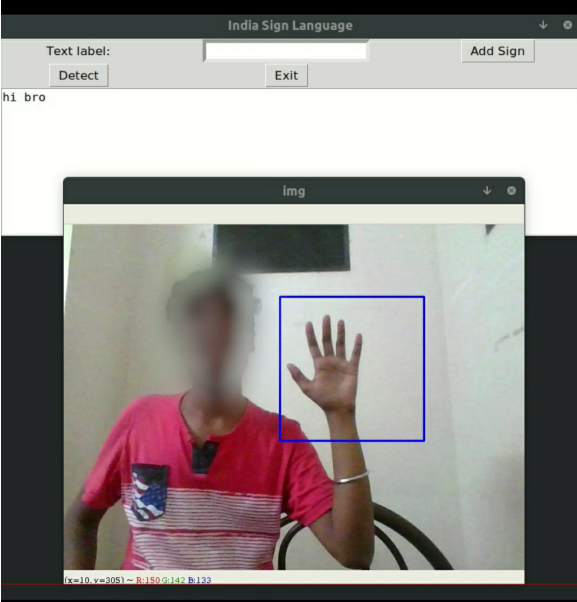 India Sign Language
Text label:
Add Sign
Detect
Exit
hi bro
img
(x=10, y=305) ~ R:150 G:142 B:133